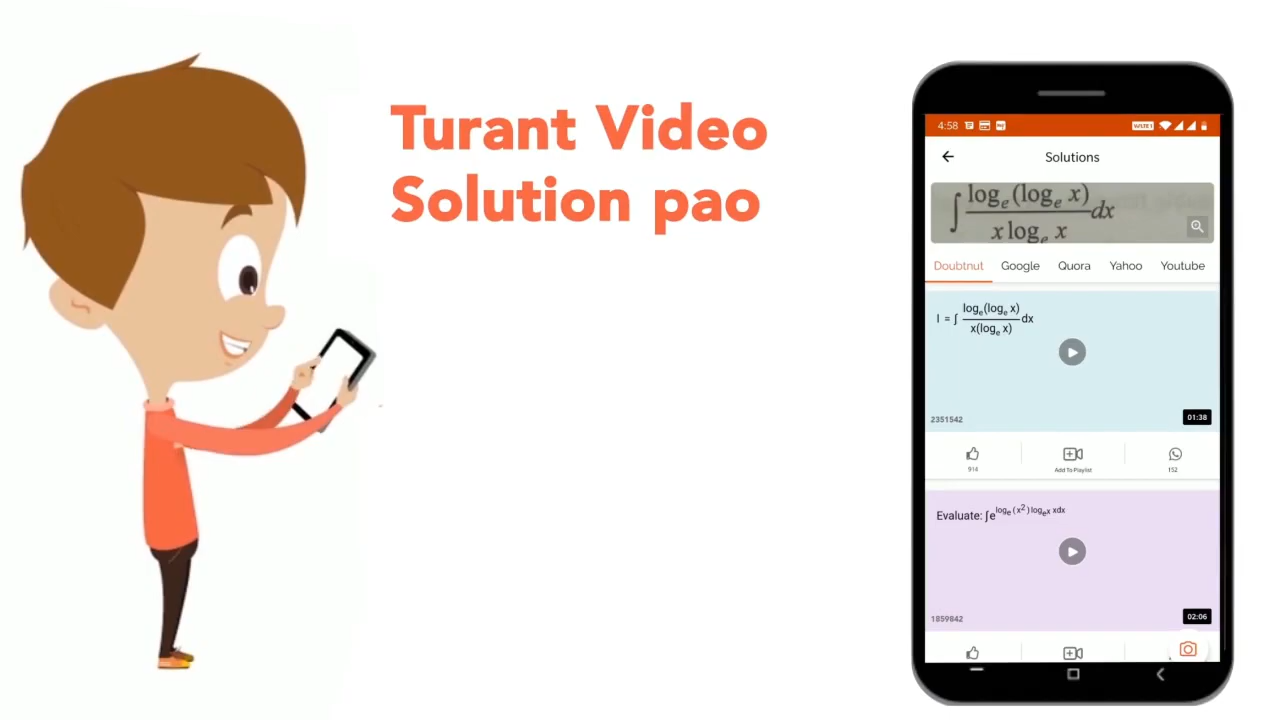 Turant Video
Solution pao
4:58
VoLTE1
Solutions
∫ logₑ(logₑ x) / x logₑ x dx
Doubtnut Google Quora Yahoo Youtube
I = ∫ logₑ(logₑ x) / x(logₑ x) dx
2351542 01:38
914 Add To Playlist 152
Evaluate: ∫e^logₑ(x²)logₑx xdx
1859842 02:06